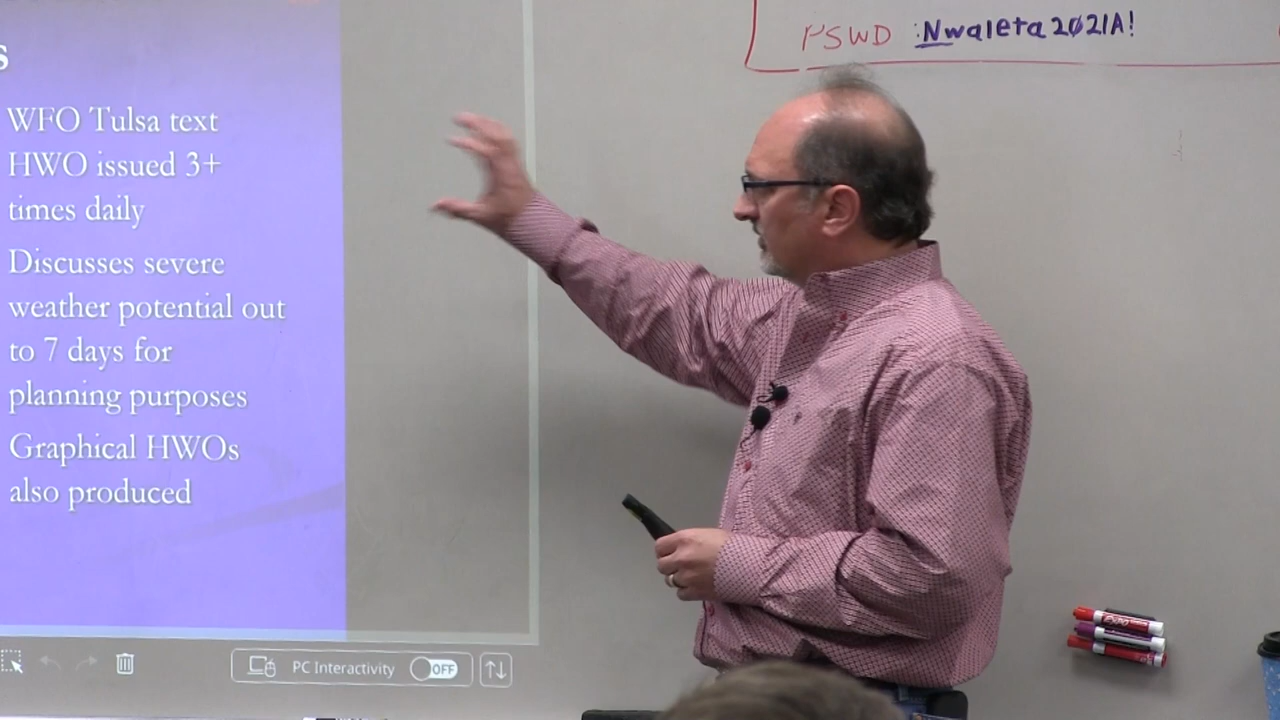 s
WFO Tulsa text
HWO issued 3+
times daily
Discusses severe
weather potential out
to 7 days for
planning purposes
Graphical HWOs
also produced
PC Interactivity OFF
PSWD : Nwaleta2021A!
EXPO